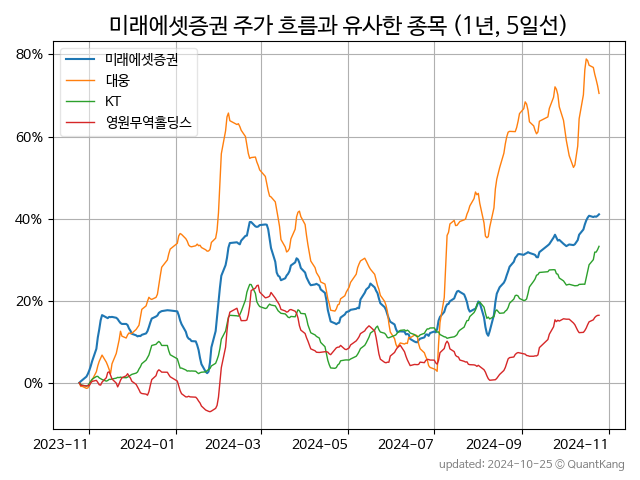 미래에셋증권 주가 흐름과 유사한 종목 (1년, 5일선)
미래에셋증권
대웅
KT
영원무역홀딩스
80%
60%
40%
20%
0%
2023-11 2024-01 2024-03 2024-05 2024-07 2024-09 2024-11
updated: 2024-10-25 © QuantKang